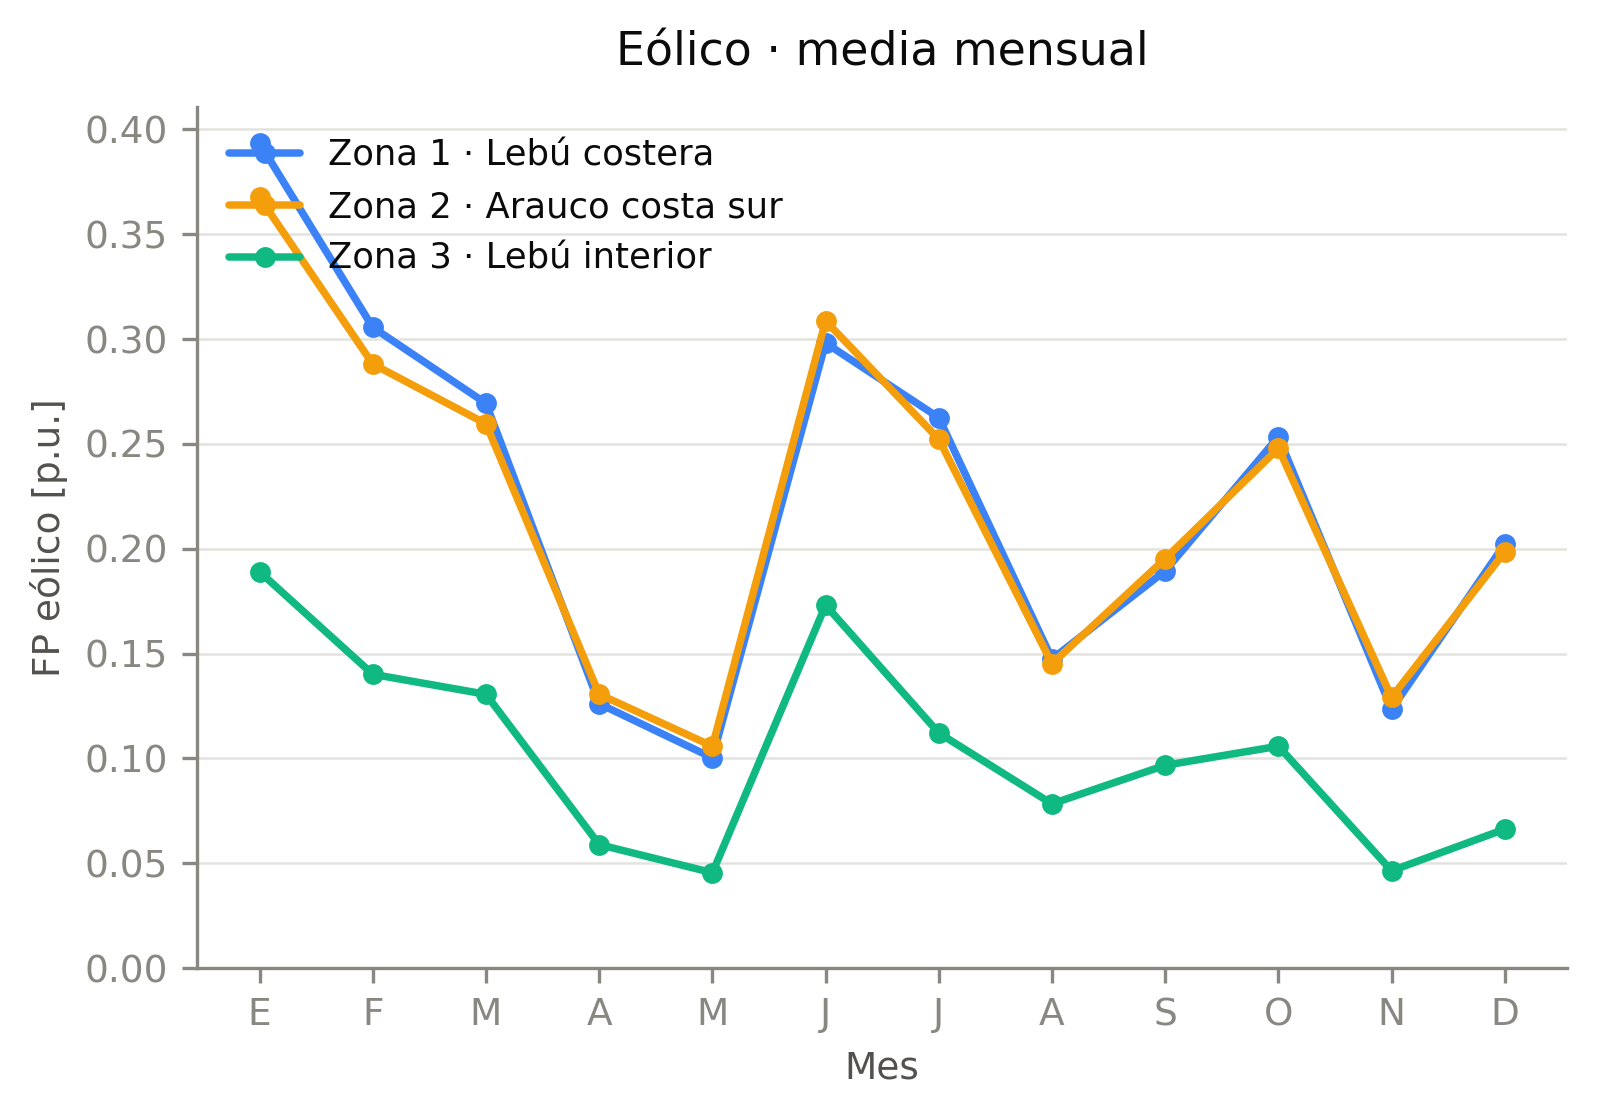 Eólico · media mensual
0.40
0.35
0.30
0.25
0.20
0.15
0.10
0.05
0.00
FP eólico [p.u.]
Zona 1 · Lebú costera
Zona 2 · Arauco costa sur
Zona 3 · Lebú interior
E F M A M J J A S O N D
Mes